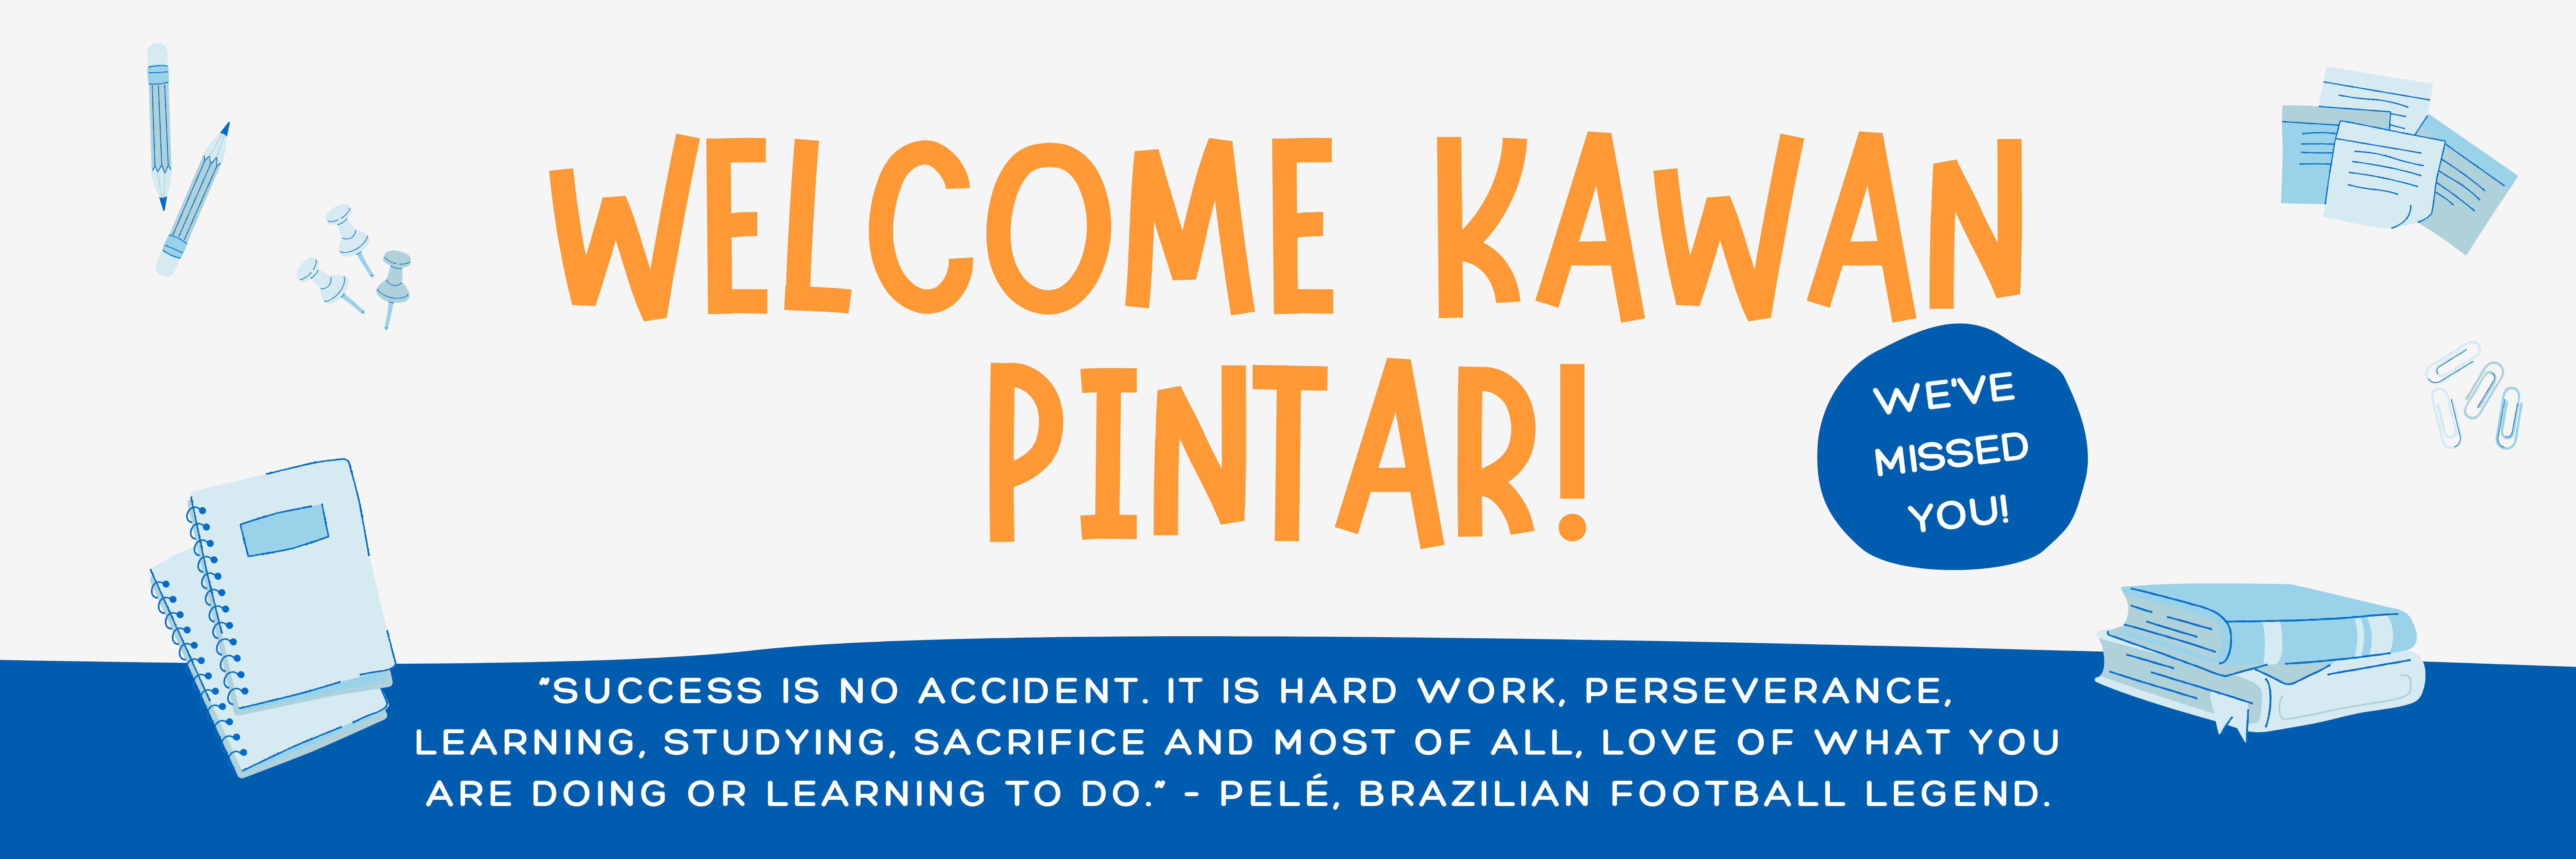 WELCOME KAWAN
PINTAR!
WE'VE
MISSED
YOU!
"SUCCESS IS NO ACCIDENT. IT IS HARD WORK, PERSEVERANCE,
LEARNING, STUDYING, SACRIFICE AND MOST OF ALL, LOVE OF WHAT YOU
ARE DOING OR LEARNING TO DO." - PELÉ, BRAZILIAN FOOTBALL LEGEND.